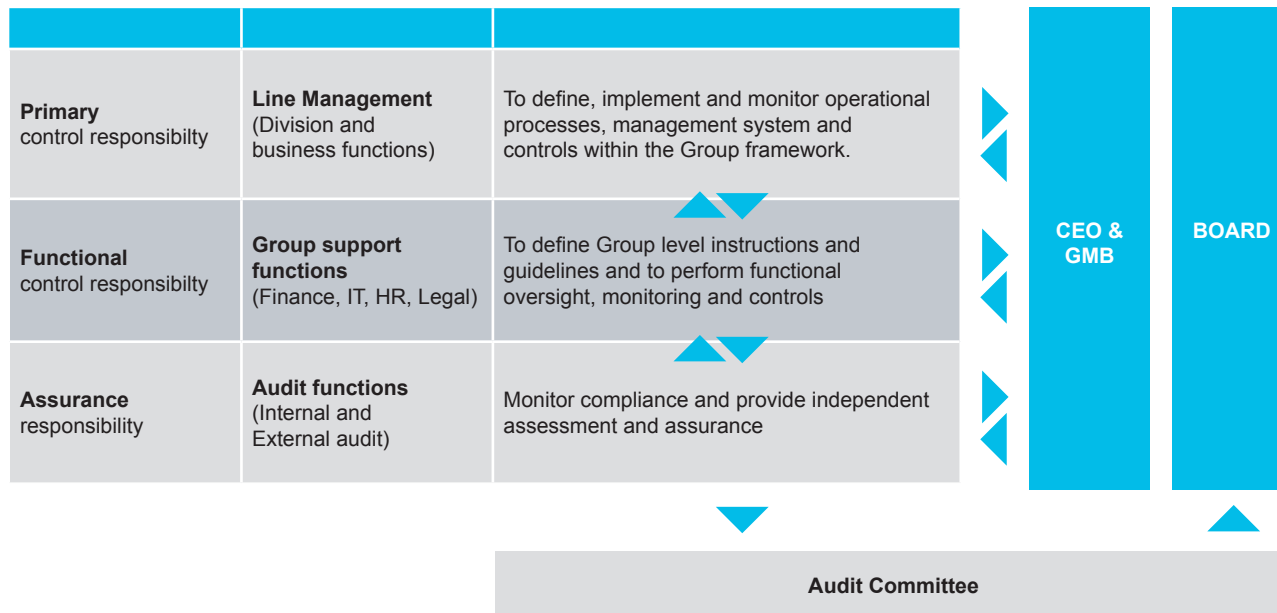 Primary
control responsibilty
Line Management
(Division and
business functions)
To define, implement and monitor operational
processes, management system and
controls within the Group framework.
Functional
control responsibilty
Group support
functions
(Finance, IT, HR, Legal)
To define Group level instructions and
guidelines and to perform functional
oversight, monitoring and controls
Assurance
responsibility
Audit functions
(Internal and
External audit)
Monitor compliance and provide independent
assessment and assurance
CEO &
GMB
BOARD
Audit Committee